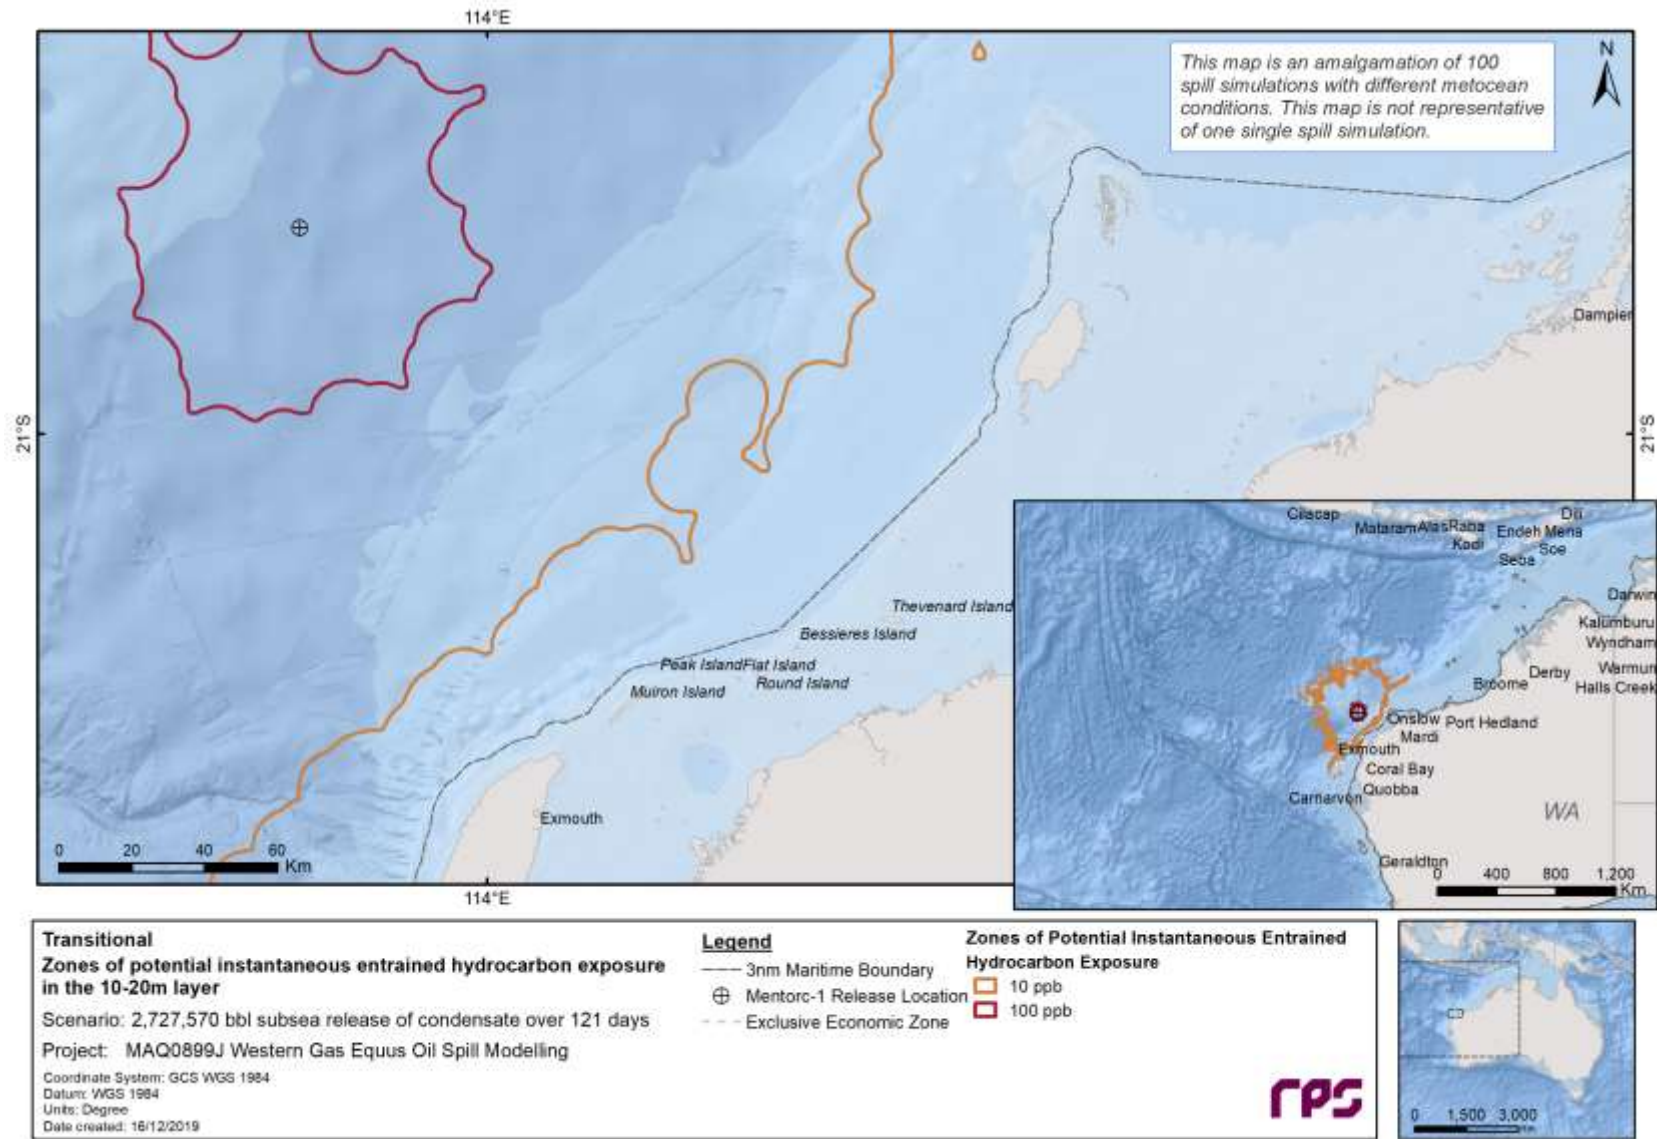 114°E
This map is an amalgamation of 100
spill simulations with different metocean
conditions. This map is not representative
of one single spill simulation.
N
21°S
21°S
Dampier
Thevenard Island
Bessieres Island
Peak Island
Flat Island
Round Island
Muiron Island
Exmouth
0 20 40 60
Km
114°E
Cilacap
Mataram
Alas
Raba
Kodi
Dili
Endeh
Mena
Soe
Seba
Darwin
Kalumburu
Wyndham
Warmun
Derby
Halls Creek
Broome
Onslow
Port Hedland
Mardi
Exmouth
Coral Bay
Quobba
Carnarvon
WA
Geraldton
0 400 800 1,200
Km
Transitional
Zones of potential instantaneous entrained hydrocarbon exposure
in the 10-20m layer
Scenario: 2,727,570 bbl subsea release of condensate over 121 days
Project: MAQ0899J Western Gas Equus Oil Spill Modelling
Coordinate System: GCS WGS 1984
Datum: WGS 1984
Units: Degree
Date created: 16/12/2019
Legend
3nm Maritime Boundary
Mentorc-1 Release Location
Exclusive Economic Zone
Zones of Potential Instantaneous Entrained
Hydrocarbon Exposure
10 ppb
100 ppb
rps
0 1,500 3,000